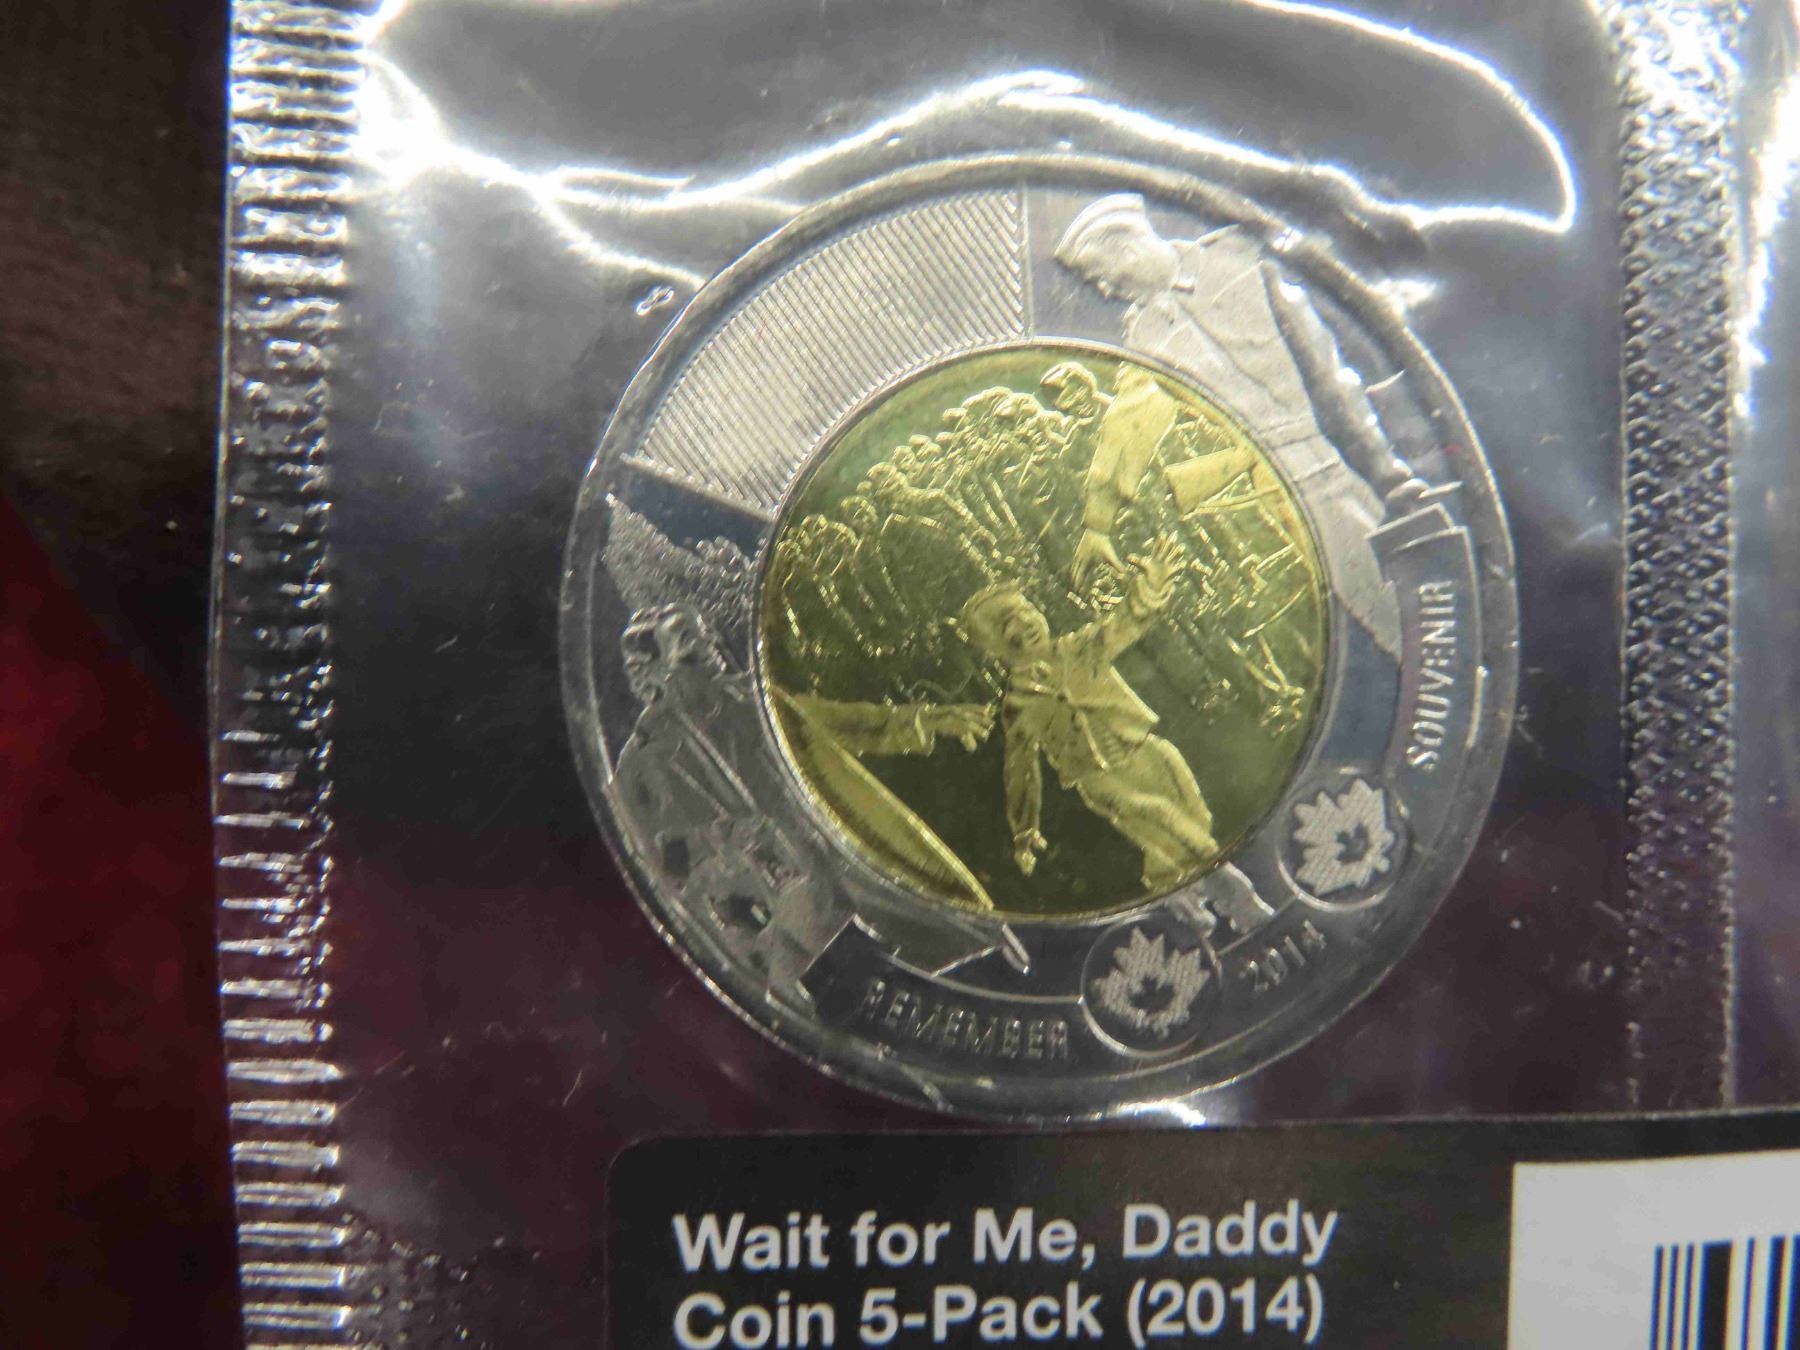 SOUVENIR
2014
REMEMBER
Wait for Me, Daddy
Coin 5-Pack (2014)